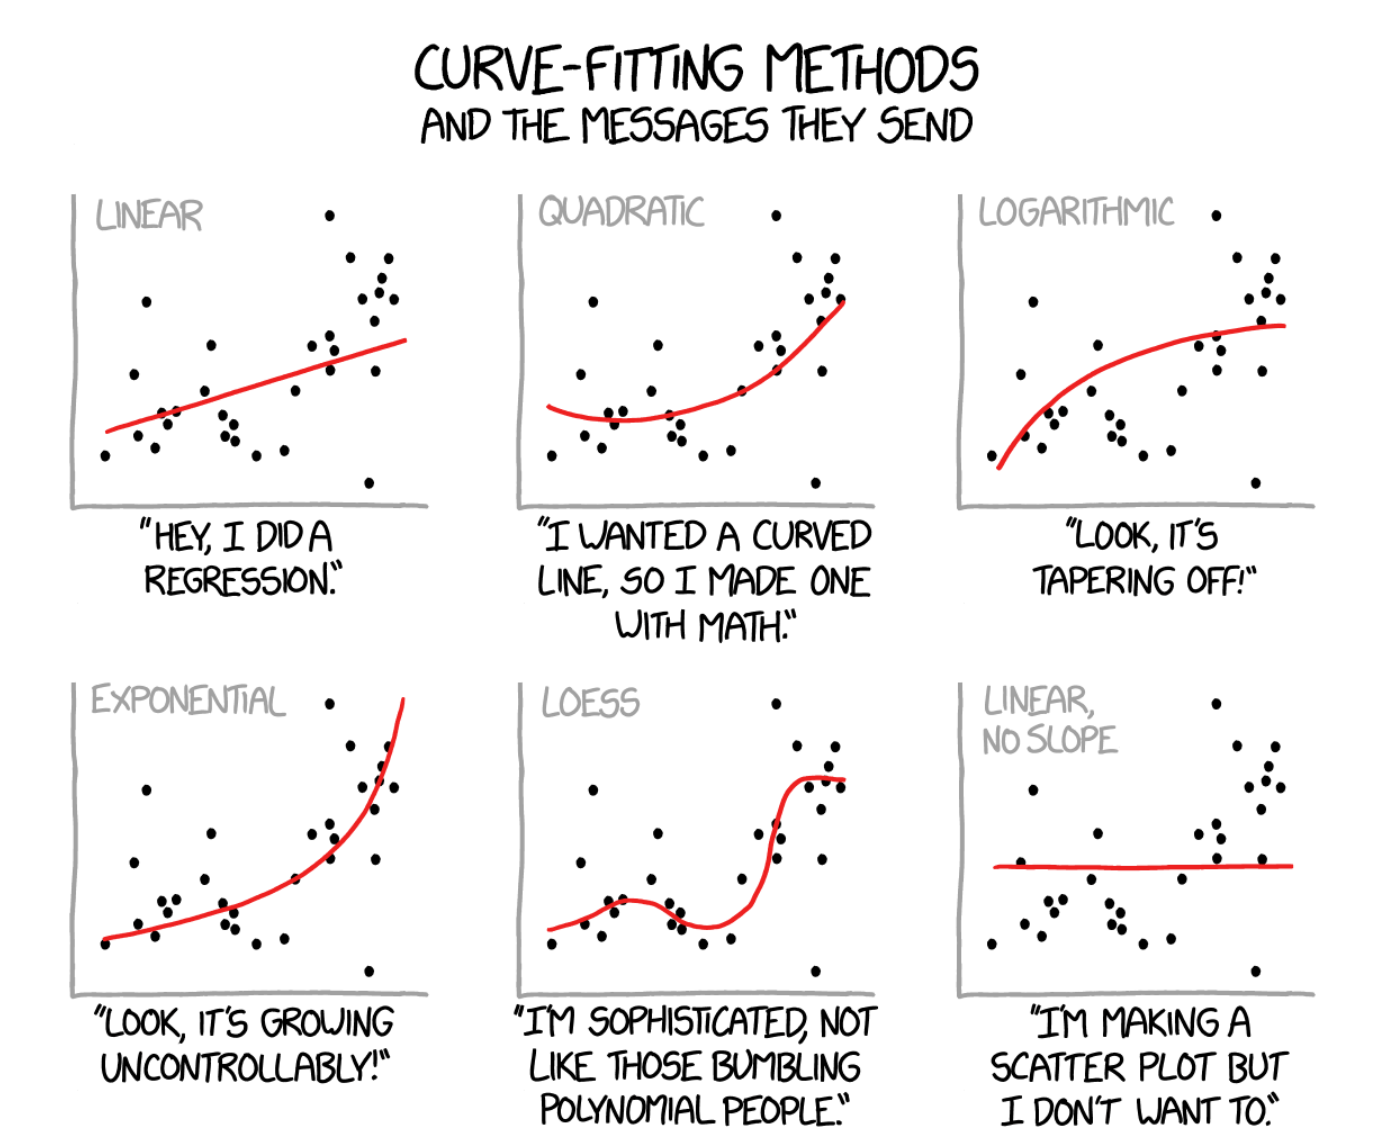 CURVE-FITTING METHODS
AND THE MESSAGES THEY SEND
LINEAR
"HEY, I DID A
REGRESSION."
QUADRATIC
"I WANTED A CURVED
LINE, SO I MADE ONE
WITH MATH."
LOGARITHMIC
"LOOK, IT'S
TAPERING OFF!"
EXPONENTIAL
"LOOK, IT'S GROWING
UNCONTROLLABLY!"
LOESS
"I'M SOPHISTICATED, NOT
LIKE THOSE BUMBLING
POLYNOMIAL PEOPLE."
LINEAR,
NO SLOPE
"I'M MAKING A
SCATTER PLOT BUT
I DON'T WANT TO."